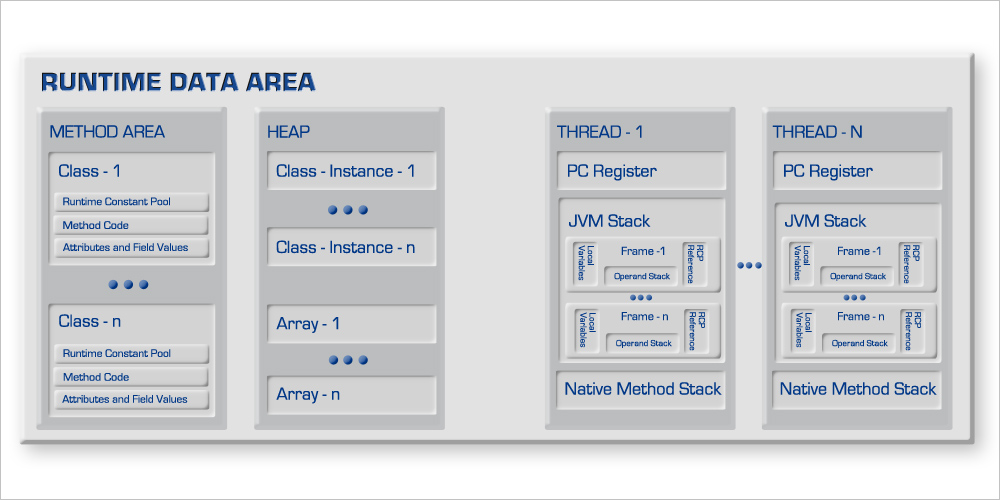 RUNTIME DATA AREA
METHOD AREA
Class - 1
Runtime Constant Pool
Method Code
Attributes and Field Values
Class - n
Runtime Constant Pool
Method Code
Attributes and Field Values
HEAP
Class - Instance - 1
Class - Instance - n
Array - 1
Array - n
THREAD - 1
PC Register
JVM Stack
Local
Variables
Frame -1
Operand Stack
RCP
Reference
Local
Variables
Frame - n
Operand Stack
RCP
Reference
Native Method Stack
THREAD - N
PC Register
JVM Stack
Local
Variables
Frame -1
Operand Stack
RCP
Reference
Local
Variables
Frame - n
Operand Stack
RCP
Reference
Native Method Stack